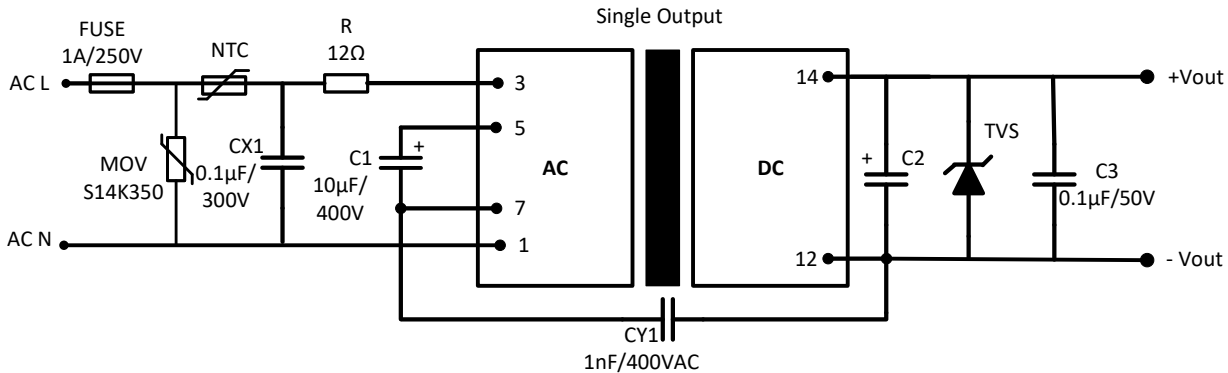 Single Output
FUSE
1A/250V
NTC
R
12Ω
AC L
3
14
+Vout
5
MOV
S14K350
CX1
0.1µF/
300V
C1
10µF/
400V
+
AC
DC
+
C2
TVS
C3
0.1µF/50V
7
AC N
1
12
- Vout
CY1
1nF/400VAC